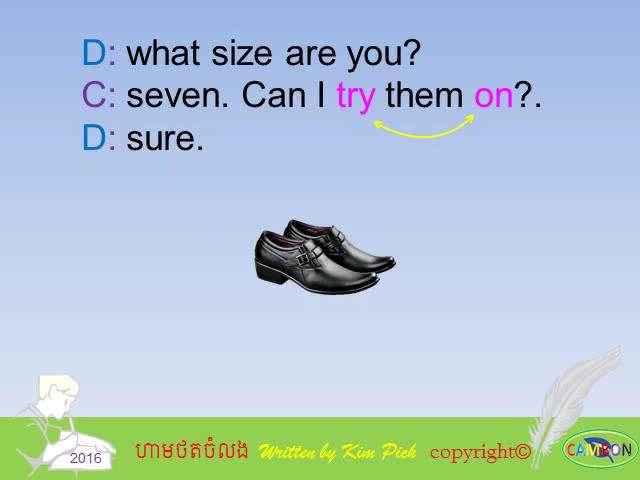 D: what size are you?
C: seven. Can I try them on?.
D: sure.
2016
ហាមថតចំលង Written by Kim Pich copyright©
CAMBON